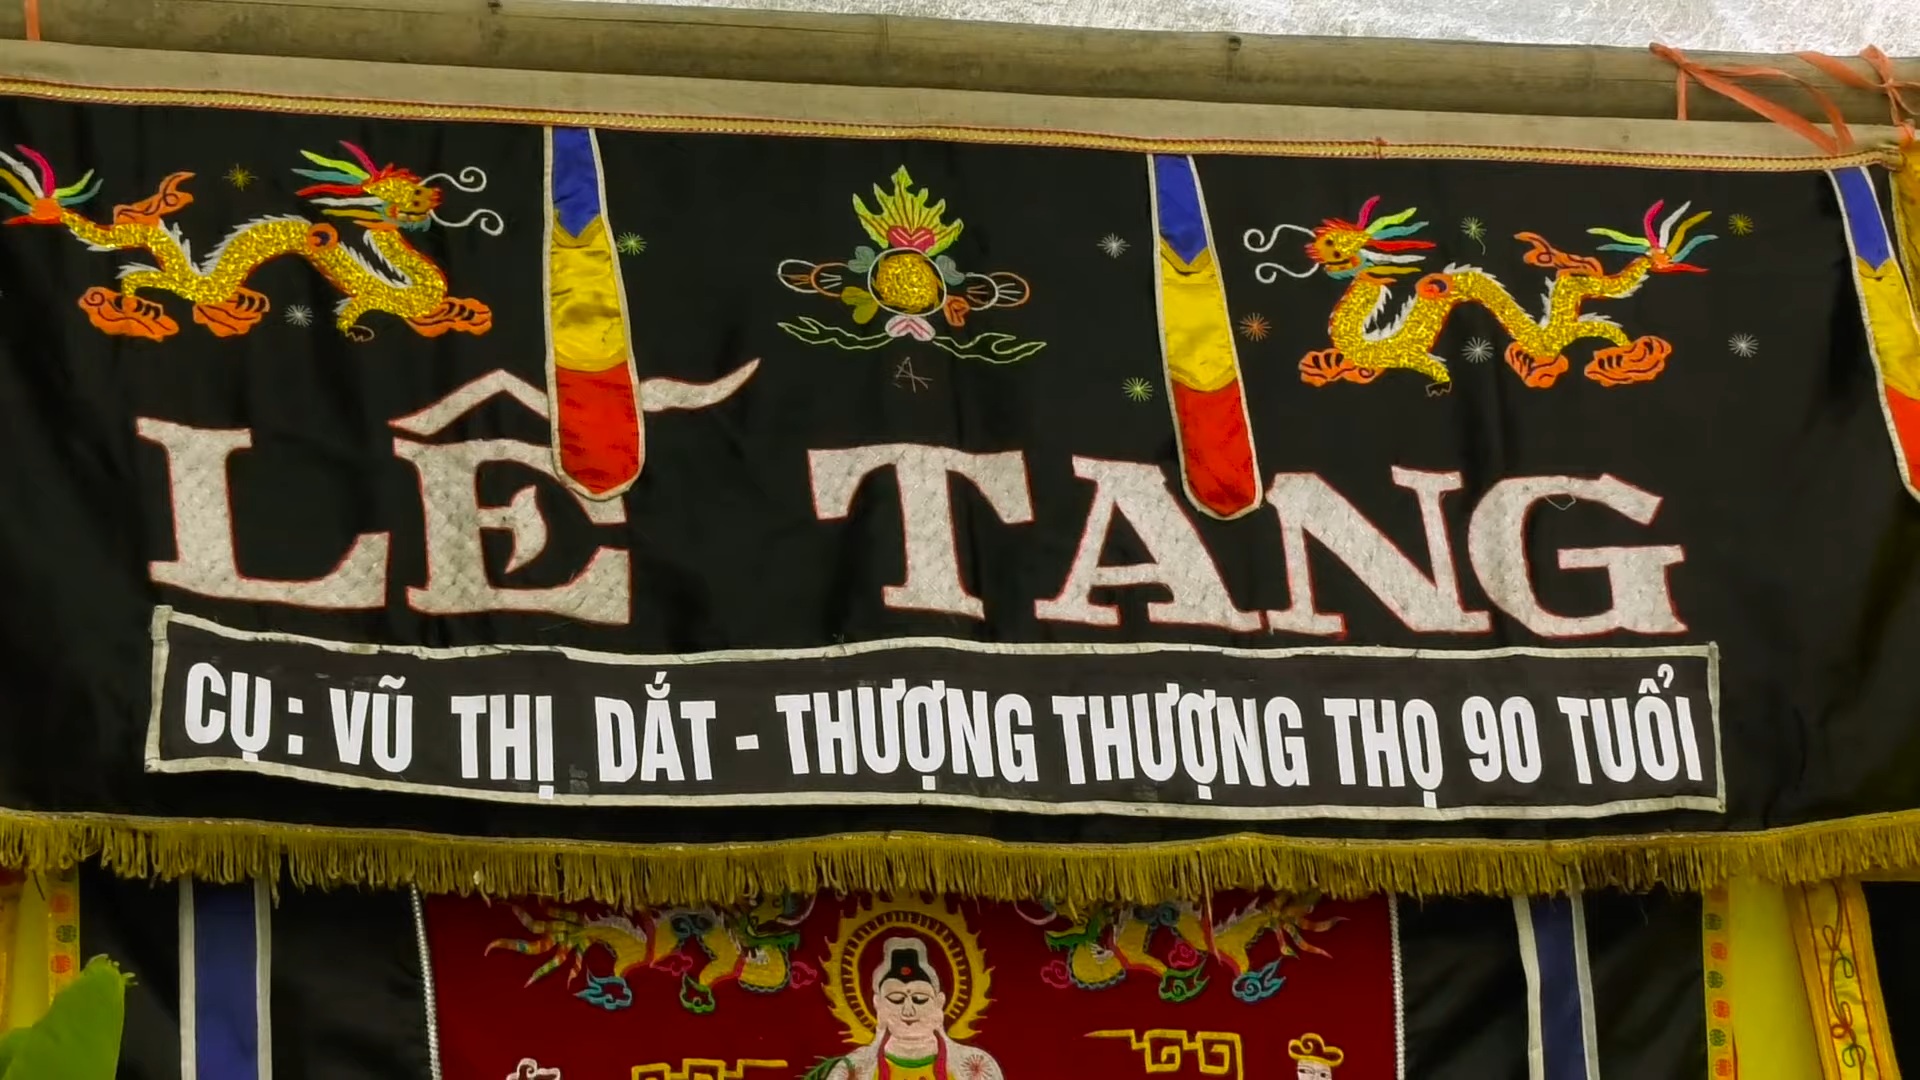 LỄ TANG
CỤ: VŨ THỊ DẮT - THƯỢNG THƯỢNG THỌ 90 TUỔI